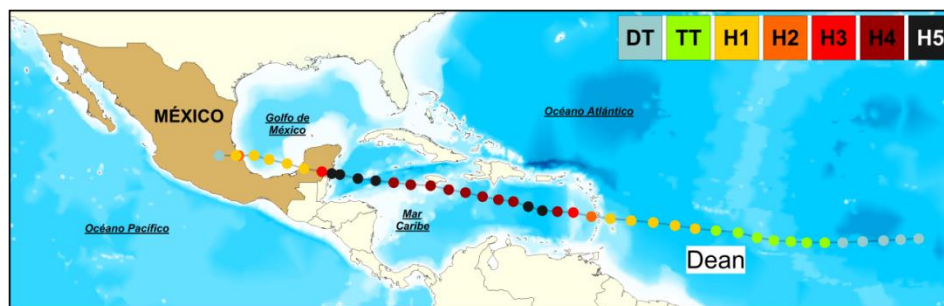 DT TT H1 H2 H3 H4 H5
MÉXICO
Golfo de
México
Océano Atlántico
Océano Pacífico
Mar
Caribe
Dean